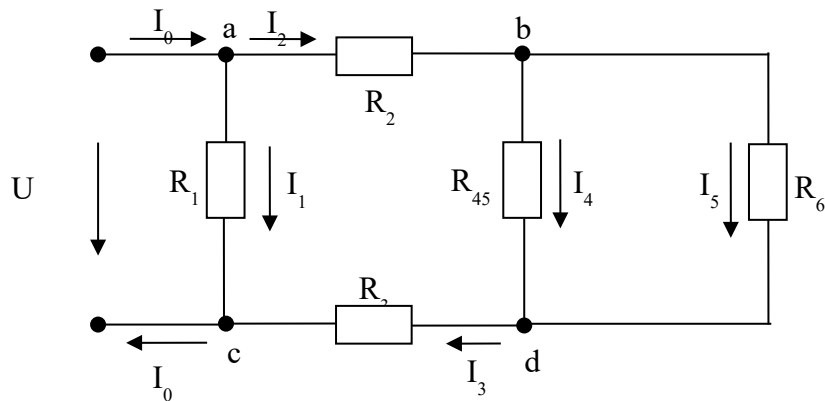 I₀ a I₂ b
R₂
U R₁ I₁ R₄₅ I₄ I₅ R₆
R₃
c d
I₀ I₃